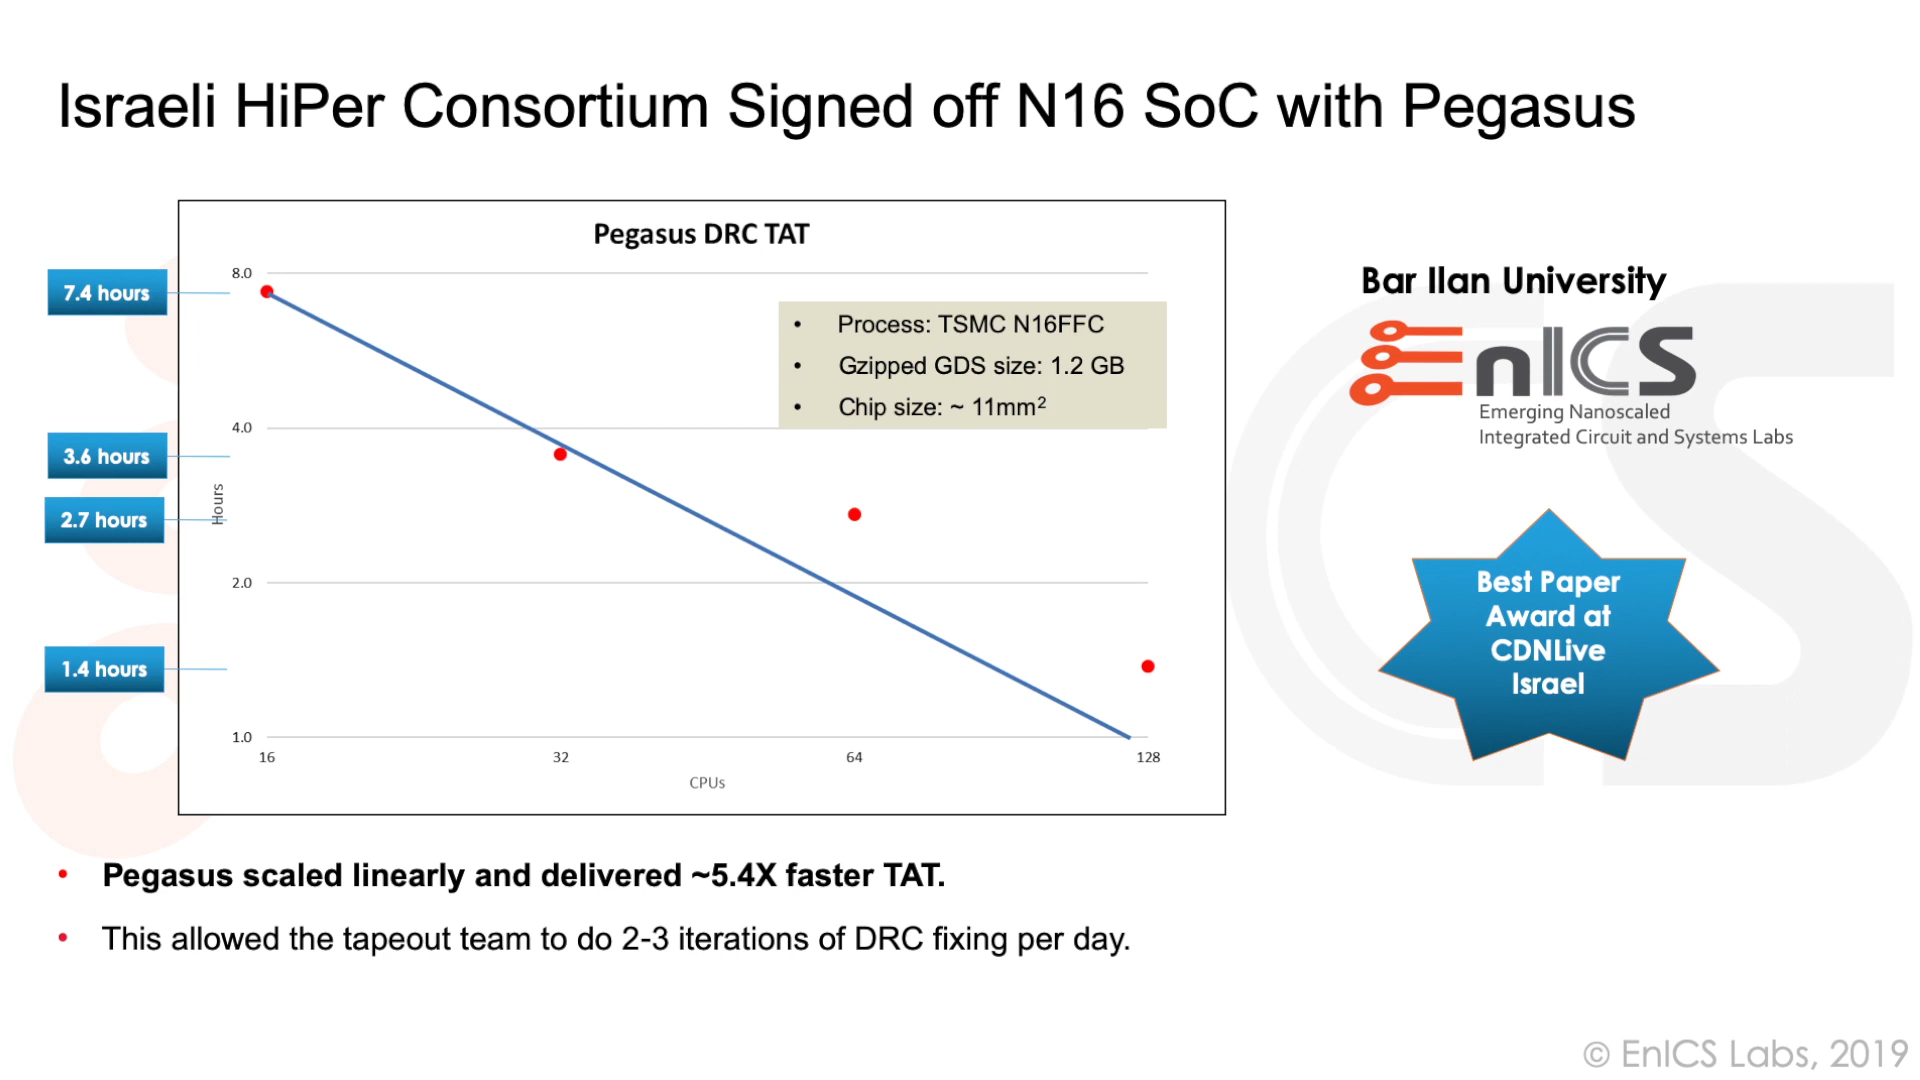 Israeli HiPer Consortium Signed off N16 SoC with Pegasus
Pegasus DRC TAT
8.0
4.0
2.0
1.0
Hours
16
32
64
128
CPUs
7.4 hours
3.6 hours
2.7 hours
1.4 hours
• Process: TSMC N16FFC
• Gzipped GDS size: 1.2 GB
• Chip size: ~ 11mm²
Bar Ilan University
EnICS
Emerging Nanoscaled
Integrated Circuit and Systems Labs
Best Paper
Award at
CDNLive
Israel
• Pegasus scaled linearly and delivered ~5.4X faster TAT.
• This allowed the tapeout team to do 2-3 iterations of DRC fixing per day.
© EnICS Labs, 2019